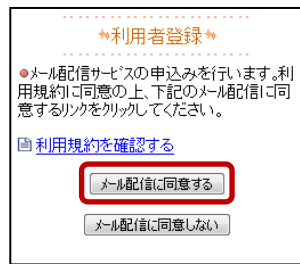 利用者登録
●メール配信サービスの申込みを行います。利
用規約に同意の上、下記のメール配信に同
意するリンクをクリックしてください。
利用規約を確認する
メール配信に同意する
メール配信に同意しない